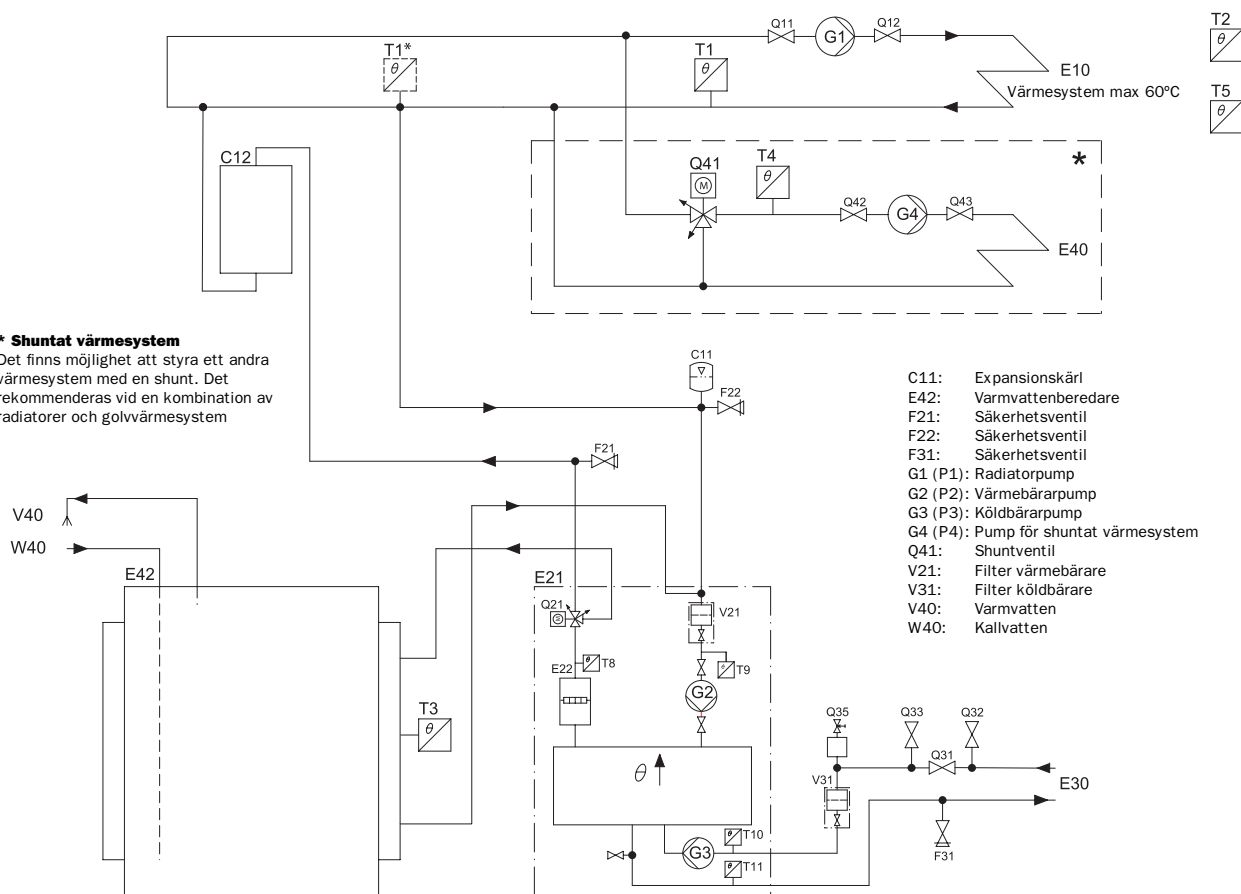 Q11
G1
Q12
T2
T1*
θ
T1
θ
θ
E10
Värmesystem max 60ºC
T5
θ
C12
Q41
M
T4
θ
*
Q42
G4
Q43
E40
* Shuntat värmesystem
Det finns möjlighet att styra ett andra
värmesystem med en shunt. Det
rekommenderas vid en kombination av
radiatorer och golvvärmesystem
C11
F22
F21
C11: Expansionskärl
E42: Varmvattenberedare
F21: Säkerhetsventil
F22: Säkerhetsventil
F31: Säkerhetsventil
G1 (P1): Radiatorpump
G2 (P2): Värmebärarpump
G3 (P3): Köldbärarpump
G4 (P4): Pump för shuntat värmesystem
Q41: Shuntventil
V21: Filter värmebärare
V31: Filter köldbärare
V40: Varmvatten
W40: Kallvatten
V40
W40
E42
E21
Q21
V21
E22
θ
T8
T9
G2
T3
θ
θ
Q35
Q33
Q32
Q31
V31
E30
G3
θ
T10
θ
T11
F31